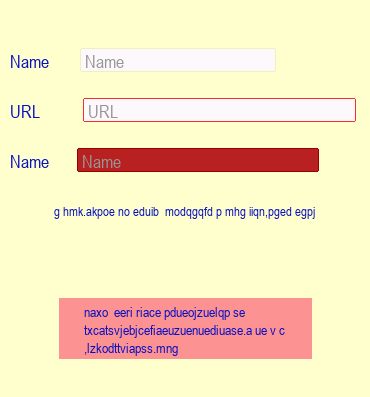 Name Name
URL URL
Name Name
g hmk.akpoe no eduib  modqgqfd p mhg iiqn,pged egpj
naxo  eeri riace pdueojzuelqp se
txcatsvjebjcefiaeuzuenuediuase.a ue v c
,lzkodttviapss.mng